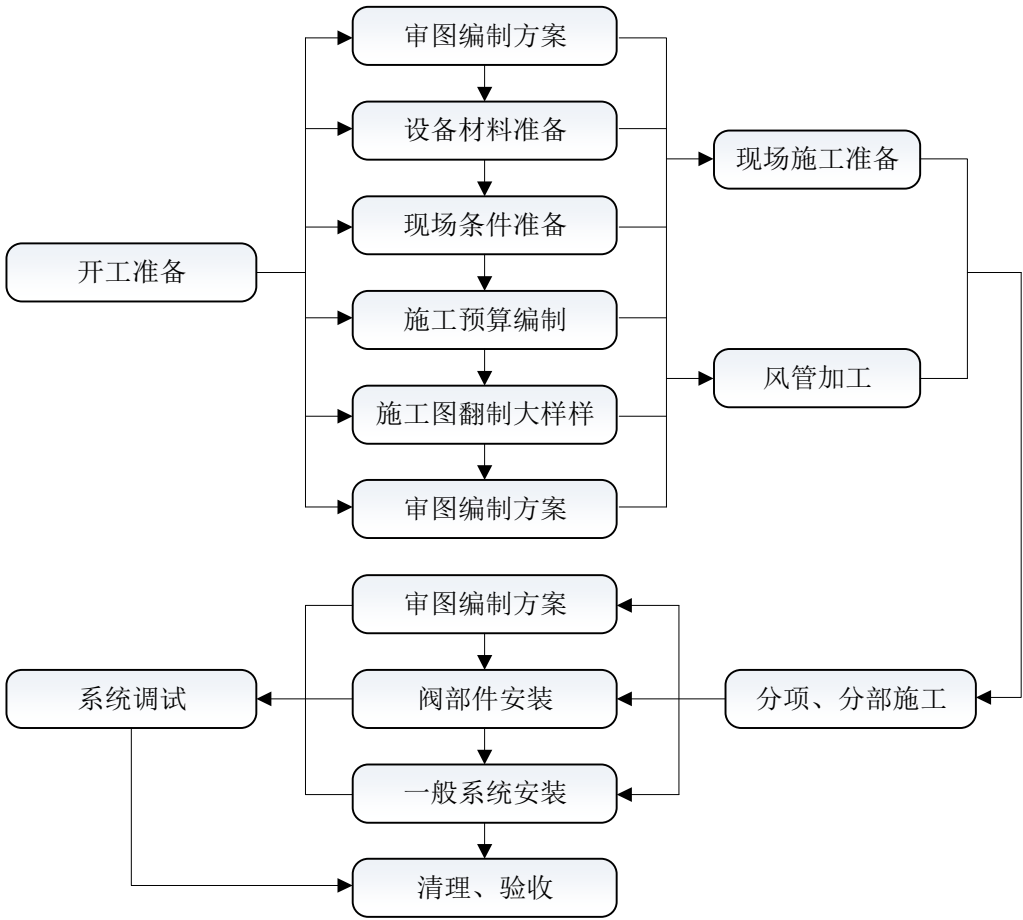 审图编制方案
设备材料准备
现场施工准备
现场条件准备
开工准备
施工预算编制
风管加工
施工图翻制大样样
审图编制方案
审图编制方案
系统调试
阀部件安装
分项、分部施工
一般系统安装
清理、验收